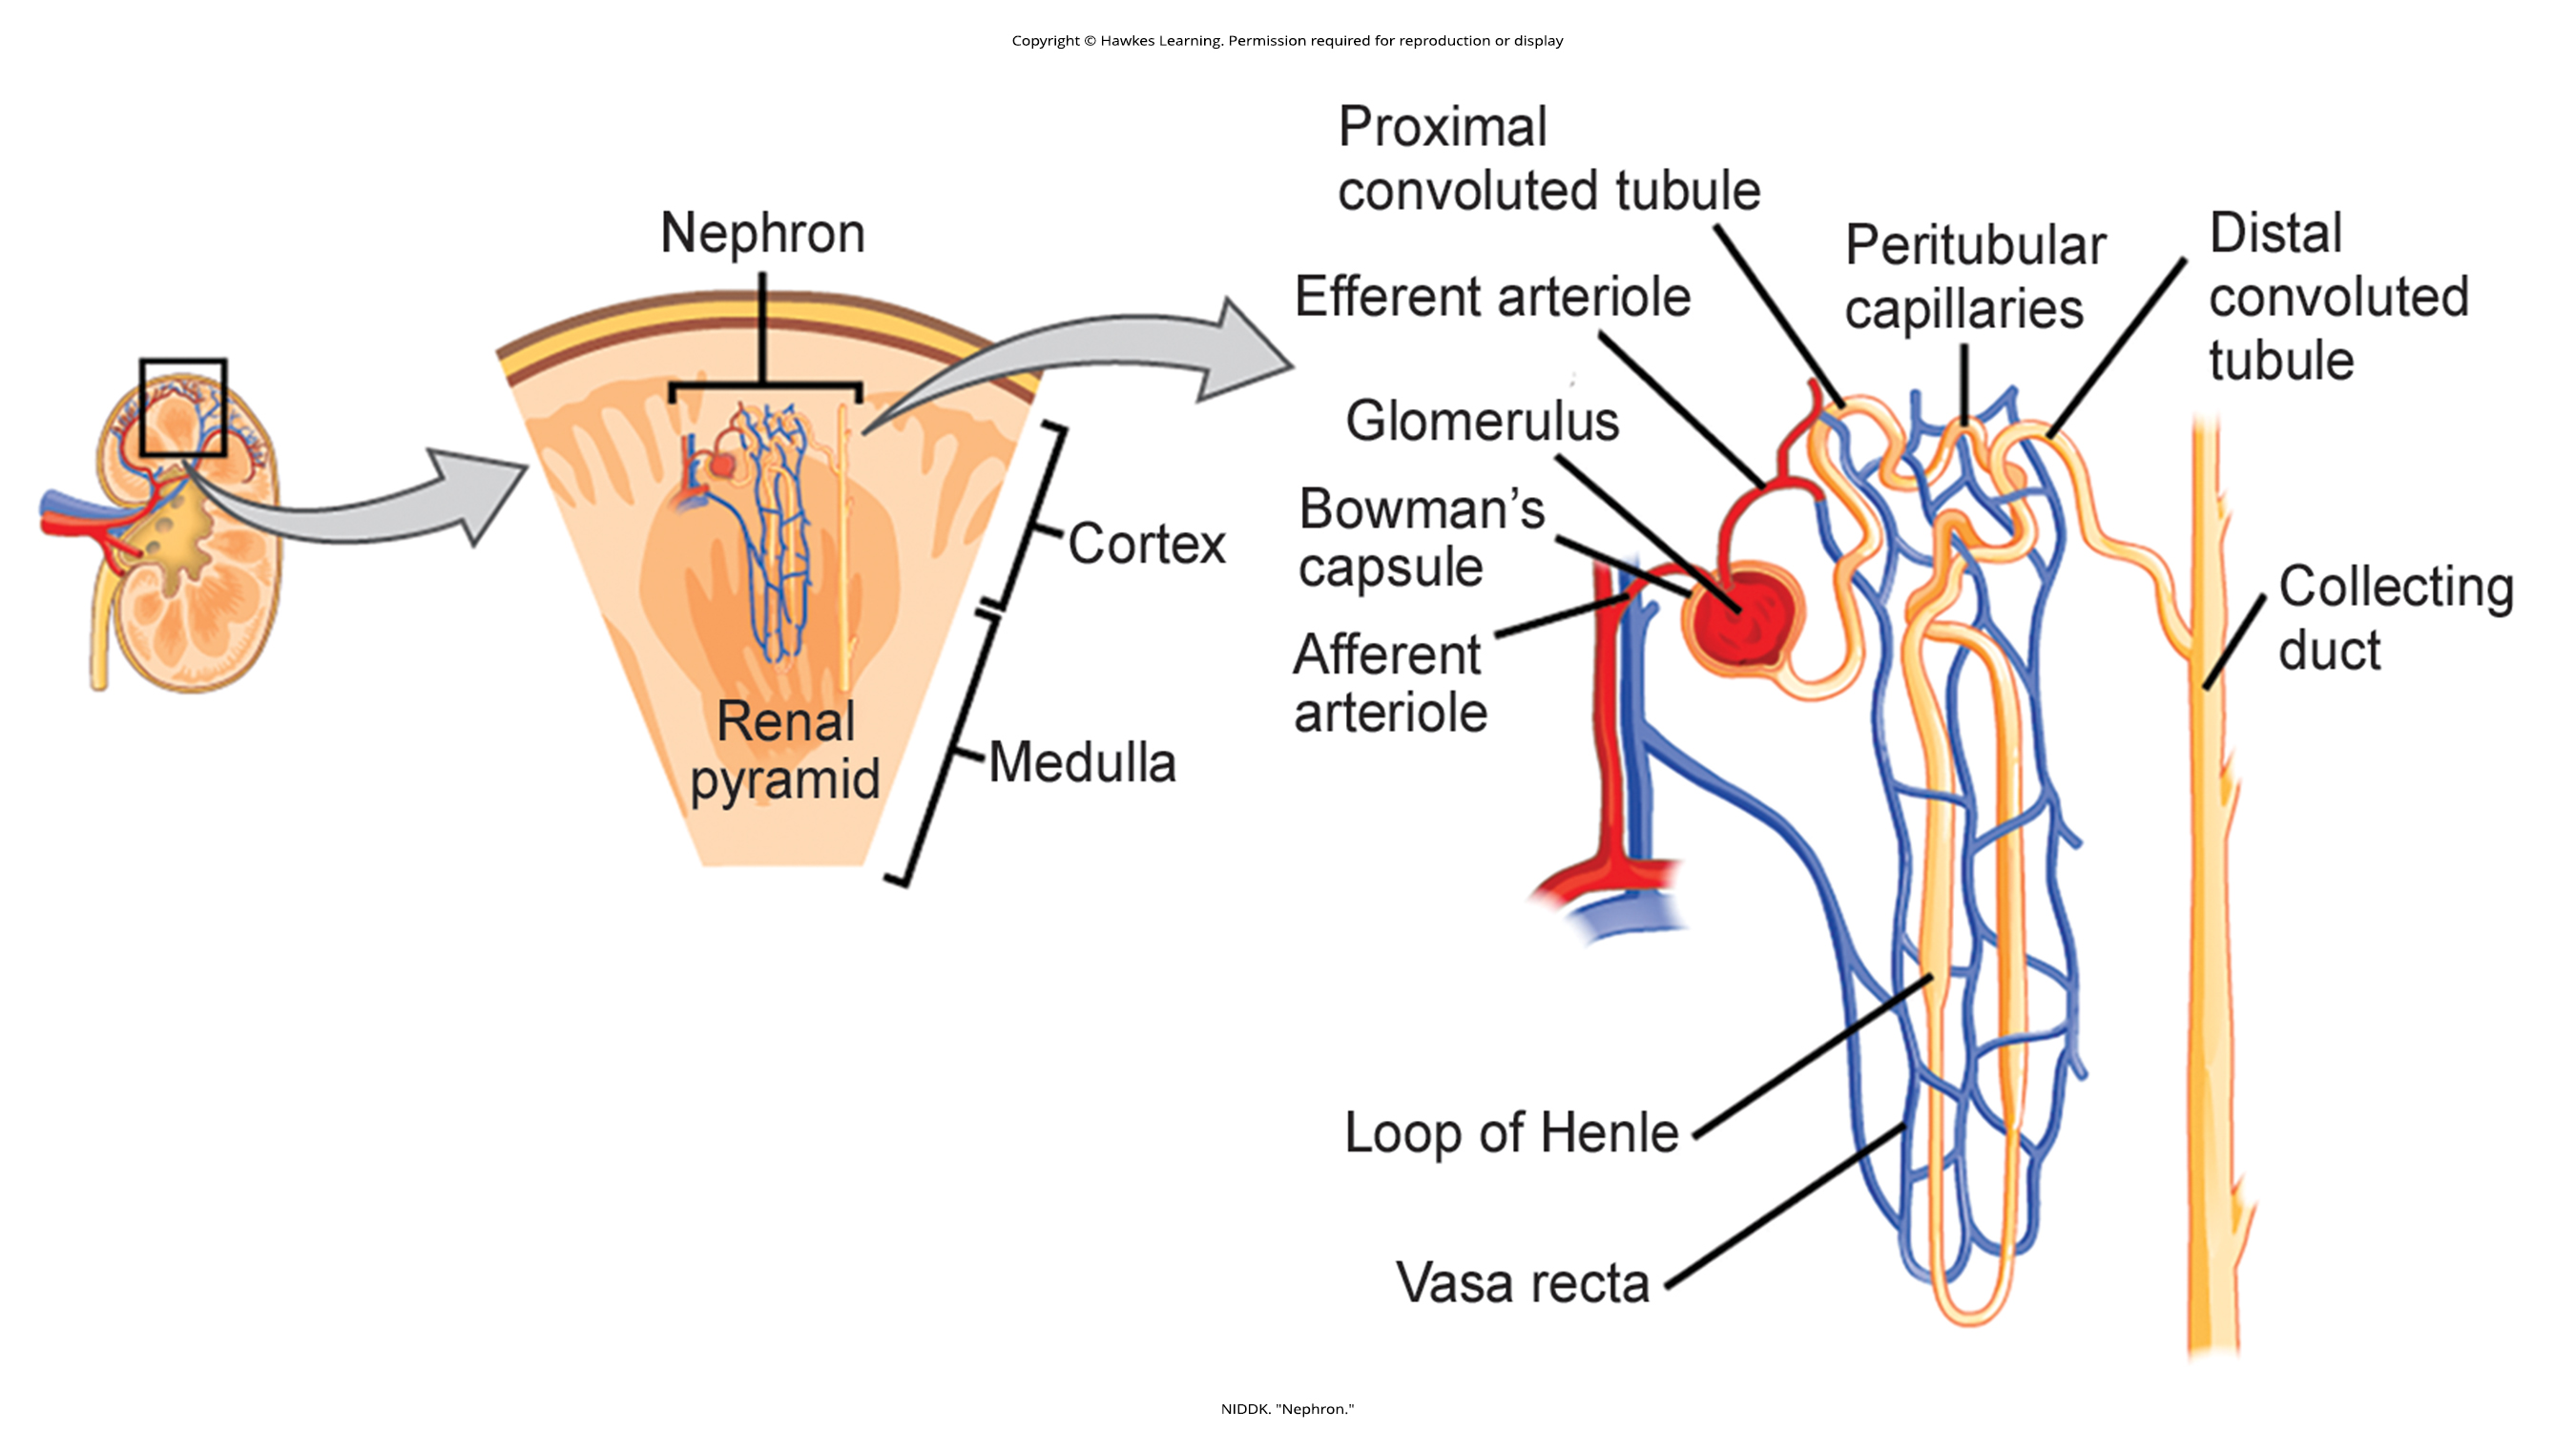 Copyright © Hawkes Learning. Permission required for reproduction or display
Nephron
Renal
pyramid
Cortex
Medulla
Proximal
convoluted tubule
Efferent arteriole
Glomerulus
Bowman’s
capsule
Afferent
arteriole
Peritubular
capillaries
Distal
convoluted
tubule
Collecting
duct
Loop of Henle
Vasa recta
NIDDK. "Nephron."